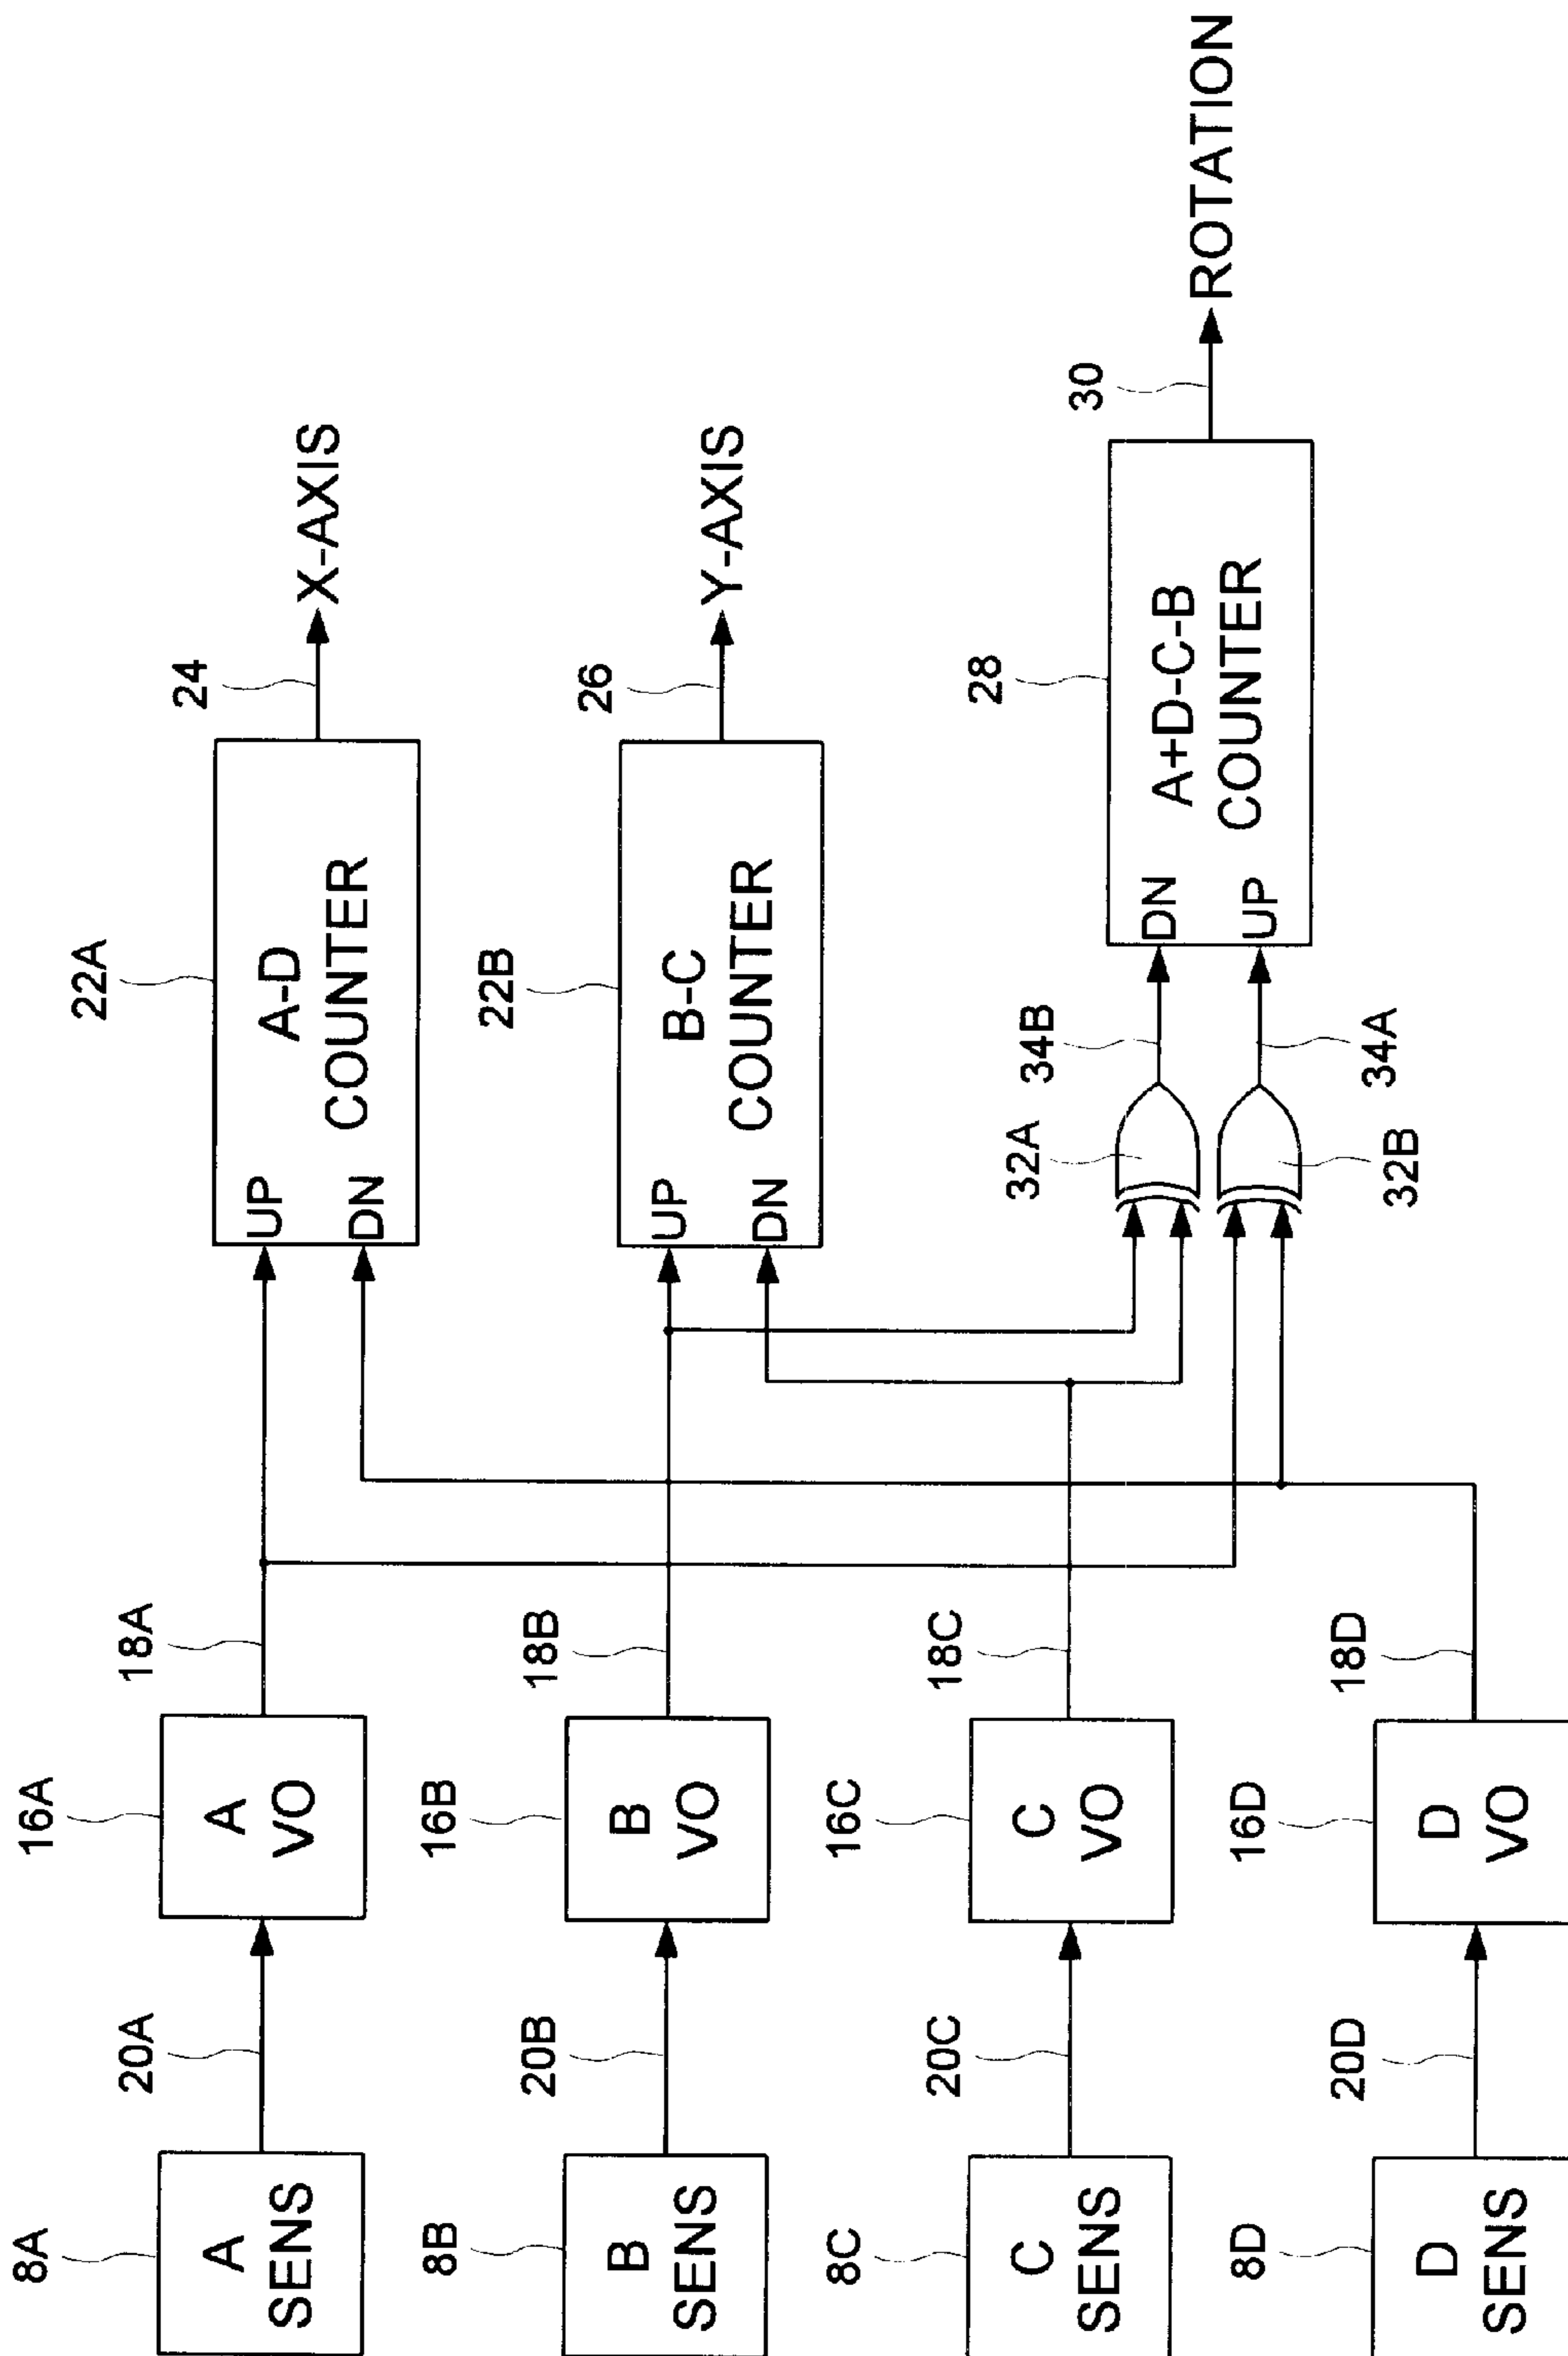 8A
A
SENS
20A
16A
A
VO
18A
22A
UP
DN
A-D
COUNTER
24
X-AXIS
8B
B
SENS
20B
16B
B
VO
18B
22B
UP
DN
B-C
COUNTER
26
Y-AXIS
8C
C
SENS
20C
16C
C
VO
18C
32A
34B
28
DN
UP
A+D-C-B
COUNTER
30
ROTATION
8D
D
SENS
20D
16D
D
VO
18D
32B
34A